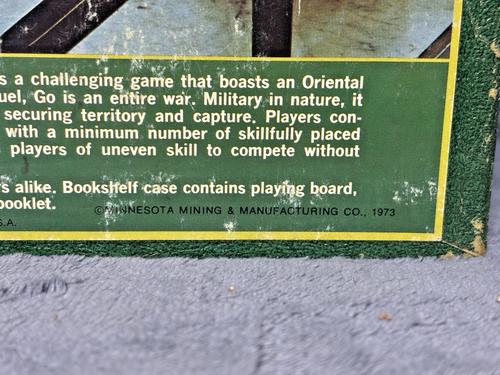 s a challenging game that boasts an Oriental
uel, Go is an entire war. Military in nature, it
securing territory and capture. Players con-
with a minimum number of skillfully placed
players of uneven skill to compete without
rs alike. Bookshelf case contains playing board,
booklet.
©MINNESOTA MINING & MANUFACTURING CO., 1973
S.A.